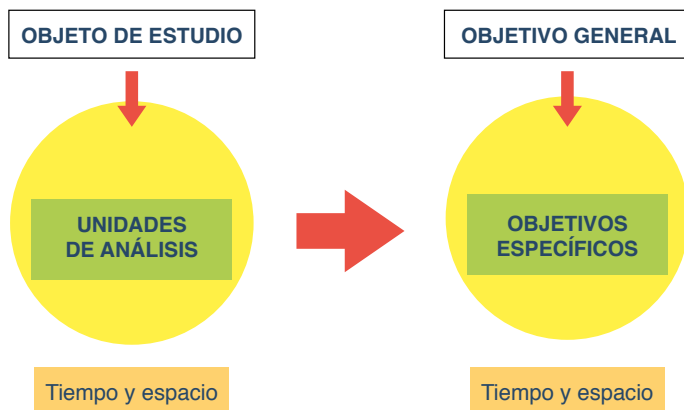 OBJETO DE ESTUDIO
UNIDADES
DE ANÁLISIS
Tiempo y espacio
OBJETIVO GENERAL
OBJETIVOS
ESPECÍFICOS
Tiempo y espacio